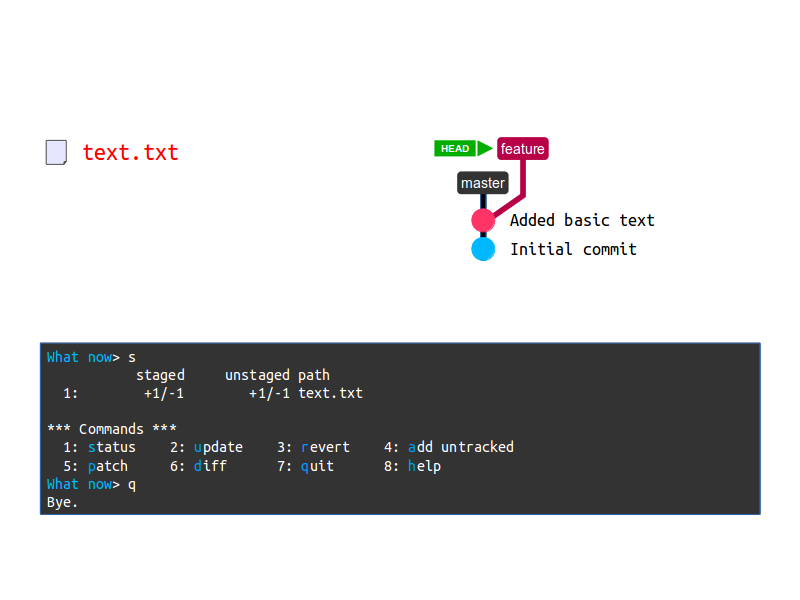 text.txt
HEAD
feature
master
Added basic text
Initial commit
What now> s
staged unstaged path
1: +1/-1 +1/-1 text.txt
*** Commands ***
1: status 2: update 3: revert 4: add untracked
5: patch 6: diff 7: quit 8: help
What now> q
Bye.